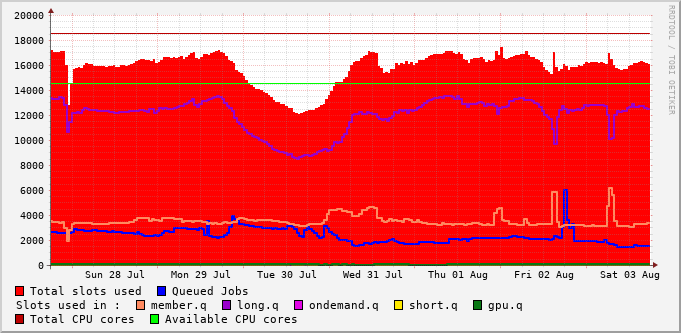 RRDTOOL / TOBI OETIKER
20000
18000
16000
14000
12000
10000
8000
6000
4000
2000
0
Sun 28 Jul Mon 29 Jul Tue 30 Jul Wed 31 Jul Thu 01 Aug Fri 02 Aug Sat 03 Aug
Total slots used Queued Jobs
Slots used in : member.q long.q ondemand.q short.q gpu.q
Total CPU cores Available CPU cores